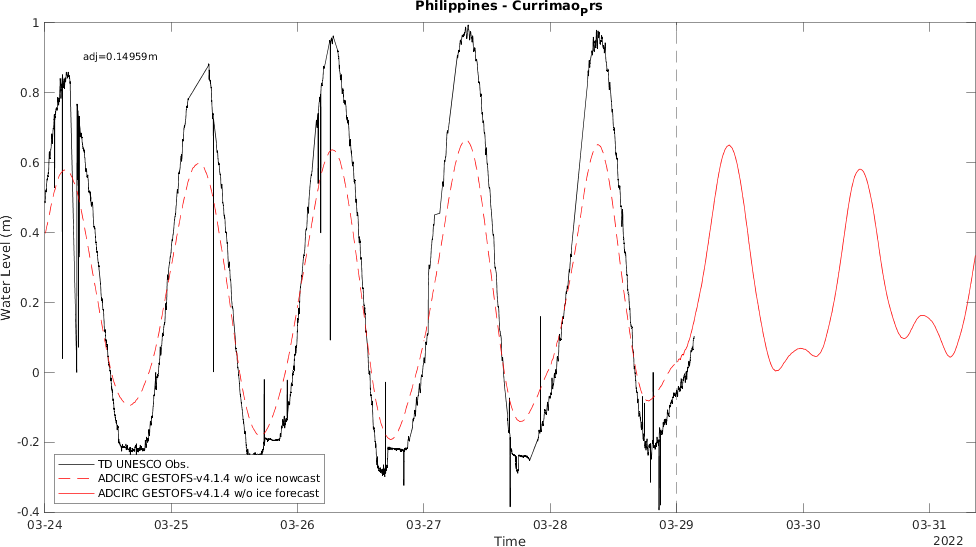 Philippines - Currimaoprs
adj=0.14959m
Water Level (m)
1
0.8
0.6
0.4
0.2
0
-0.2
-0.4
TD UNESCO Obs.
ADCIRC GESTOFS-v4.1.4 w/o ice nowcast
ADCIRC GESTOFS-v4.1.4 w/o ice forecast
03-24 03-25 03-26 03-27 03-28 03-29 03-30 03-31
Time
2022